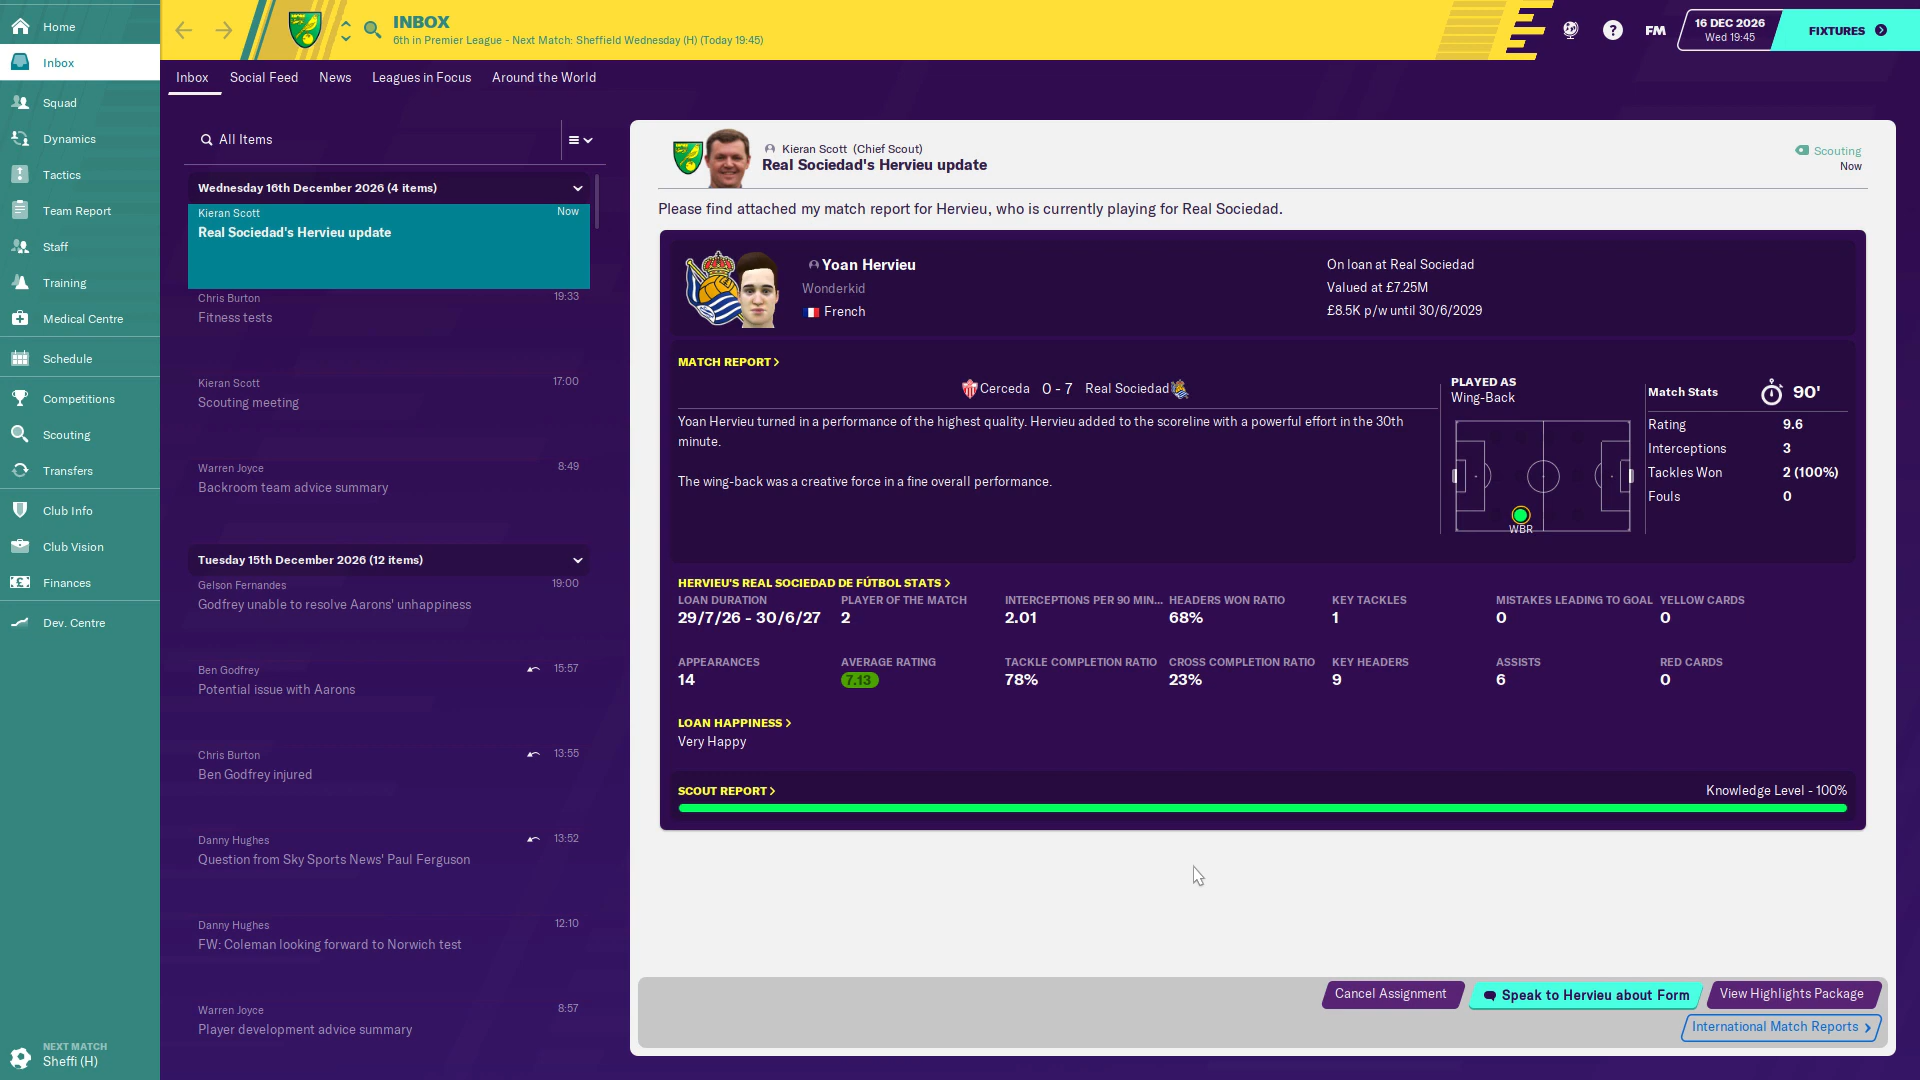 Home
Inbox
Squad
Dynamics
Tactics
Team Report
Staff
Training
Medical Centre
Schedule
Competitions
Scouting
Transfers
Club Info
Club Vision
Finances
Dev. Centre
NEXT MATCH
Sheffi (H)
INBOX
6th in Premier League - Next Match: Sheffield Wednesday (H) (Today 19:45)
FM
16 DEC 2026
Wed 19:45
FIXTURES
Inbox Social Feed News Leagues in Focus Around the World
All Items
Wednesday 16th December 2026 (4 items)
Kieran Scott Now
Real Sociedad's Hervieu update
Chris Burton 19:33
Fitness tests
Kieran Scott 17:00
Scouting meeting
Warren Joyce 8:49
Backroom team advice summary
Tuesday 15th December 2026 (12 items)
Gelson Fernandes 19:00
Godfrey unable to resolve Aarons' unhappiness
Ben Godfrey 15:57
Potential issue with Aarons
Chris Burton 13:55
Ben Godfrey injured
Danny Hughes 13:52
Question from Sky Sports News' Paul Ferguson
Danny Hughes 12:10
FW: Coleman looking forward to Norwich test
Warren Joyce 8:57
Player development advice summary
Kieran Scott (Chief Scout)
Real Sociedad's Hervieu update
Scouting
Now
Please find attached my match report for Hervieu, who is currently playing for Real Sociedad.
Yoan Hervieu
Wonderkid
French
On loan at Real Sociedad
Valued at £7.25M
£8.5K p/w until 30/6/2029
MATCH REPORT >
Cerceda 0 - 7 Real Sociedad
Yoan Hervieu turned in a performance of the highest quality. Hervieu added to the scoreline with a powerful effort in the 30th
minute.
The wing-back was a creative force in a fine overall performance.
PLAYED AS
Wing-Back
WBR
Match Stats 90'
Rating 9.6
Interceptions 3
Tackles Won 2 (100%)
Fouls 0
HERVIEU'S REAL SOCIEDAD DE FÚTBOL STATS >
LOAN DURATION PLAYER OF THE MATCH INTERCEPTIONS PER 90 MIN... HEADERS WON RATIO KEY TACKLES MISTAKES LEADING TO GOAL YELLOW CARDS
29/7/26 - 30/6/27 2 2.01 68% 1 0 0
APPEARANCES AVERAGE RATING TACKLE COMPLETION RATIO CROSS COMPLETION RATIO KEY HEADERS ASSISTS RED CARDS
14 7.13 78% 23% 9 6 0
LOAN HAPPINESS >
Very Happy
SCOUT REPORT > Knowledge Level - 100%
Cancel Assignment Speak to Hervieu about Form View Highlights Package
International Match Reports >